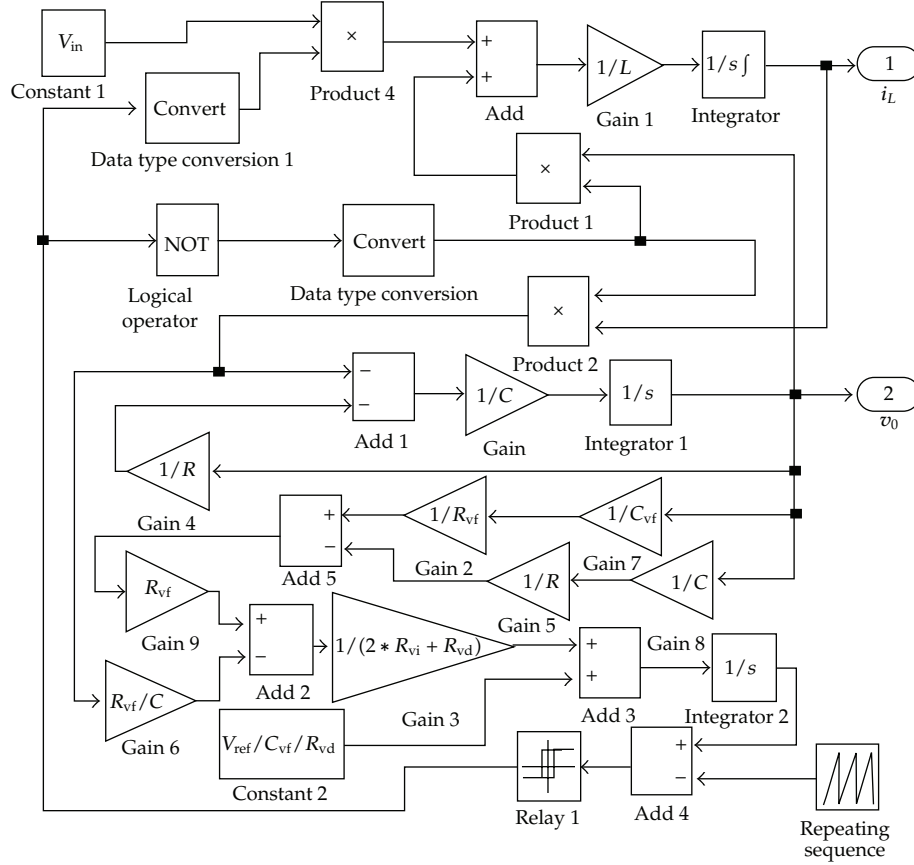 V_in
Constant 1
Convert
Data type conversion 1
×
Product 4
+
+
Add
1/L
Gain 1
1/s ∫
Integrator
1
i_L
×
Product 1
NOT
Logical
operator
Convert
Data type conversion
×
Product 2
−
−
Add 1
1/C
Gain
1/s
Integrator 1
2
v_0
1/R
Gain 4
+
−
Add 5
1/R_vf
Gain 2
1/C_vf
Gain 7
1/R
Gain 5
1/C
Gain 8
R_vf
Gain 9
+
−
Add 2
1/(2 * R_vi + R_vd)
Gain 3
R_vf/C
Gain 6
V_ref/C_vf/R_vd
Constant 2
+
+
Add 3
1/s
Integrator 2
+
−
Add 4
Relay 1
Repeating
sequence